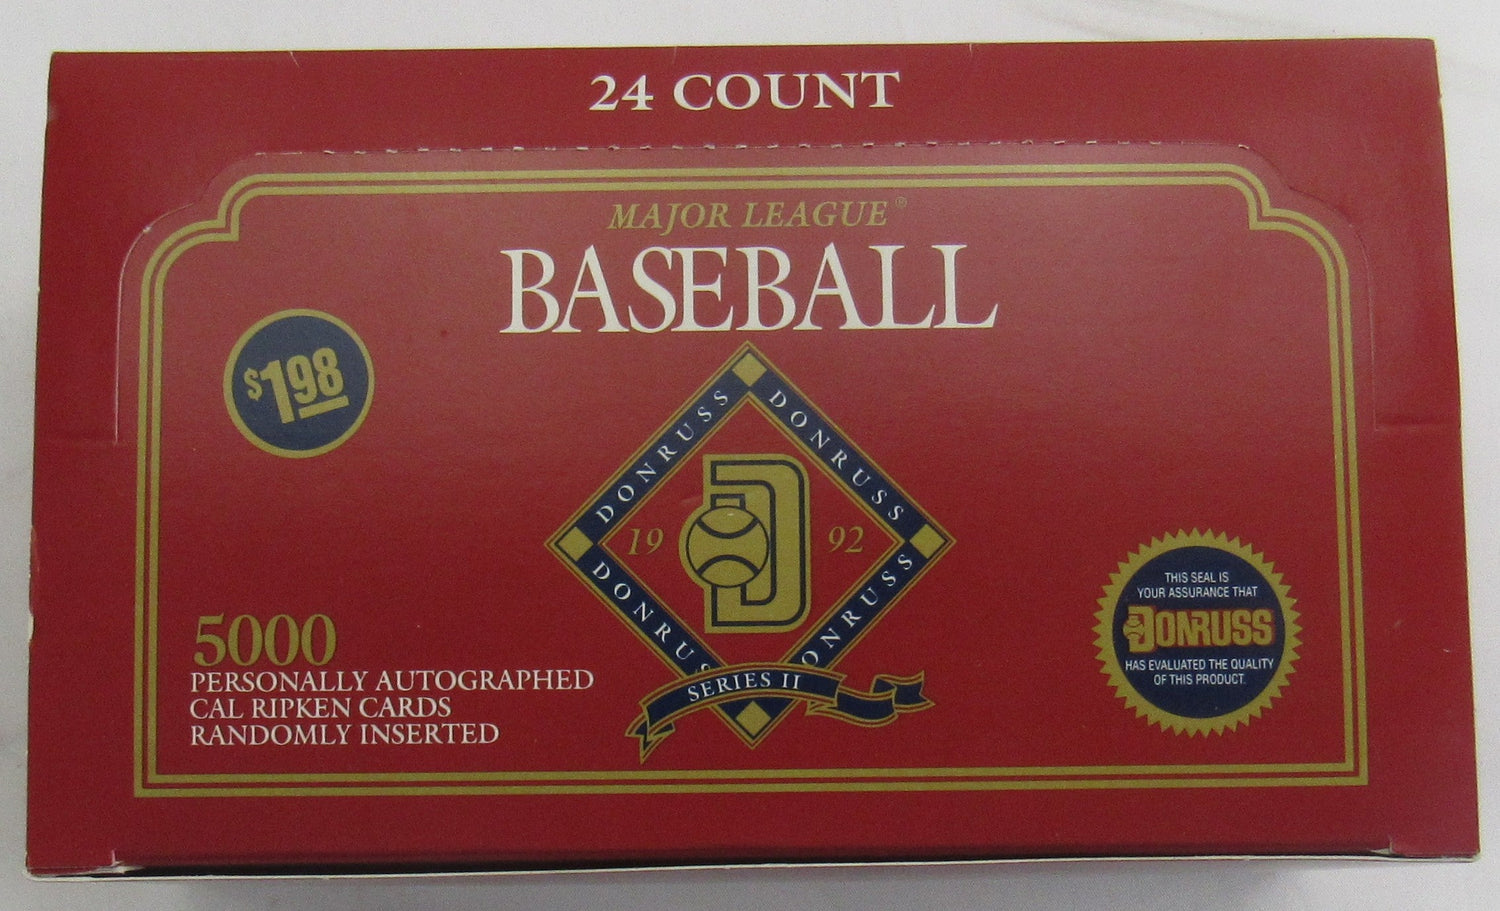 24 COUNT
MAJOR LEAGUE®
BASEBALL
$1.98
DONRUSS
DONRUSS
19 92
DONRUSS
ONRUSS
SERIES II
5000
PERSONALLY AUTOGRAPHED
CAL RIPKEN CARDS
RANDOMLY INSERTED
THIS SEAL IS
YOUR ASSURANCE THAT
DONRUSS
HAS EVALUATED THE QUALITY
OF THIS PRODUCT.